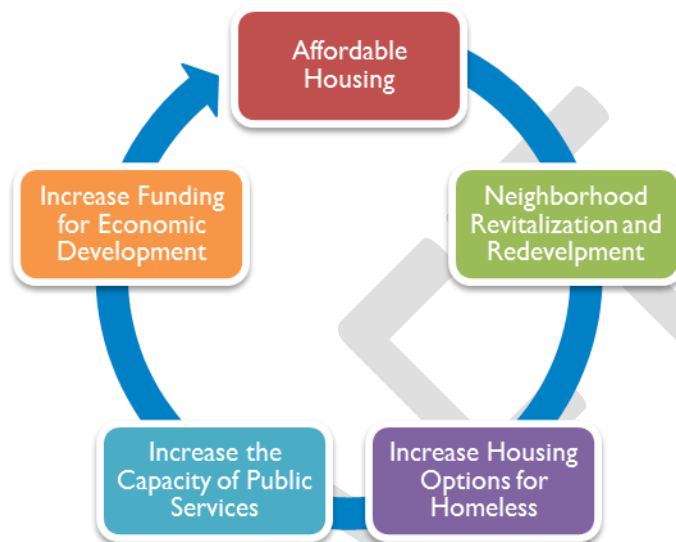 Affordable
Housing
Neighborhood
Revitalization and
Redevelpment
Increase Housing
Options for
Homeless
Increase the
Capacity of Public
Services
Increase Funding
for Economic
Development